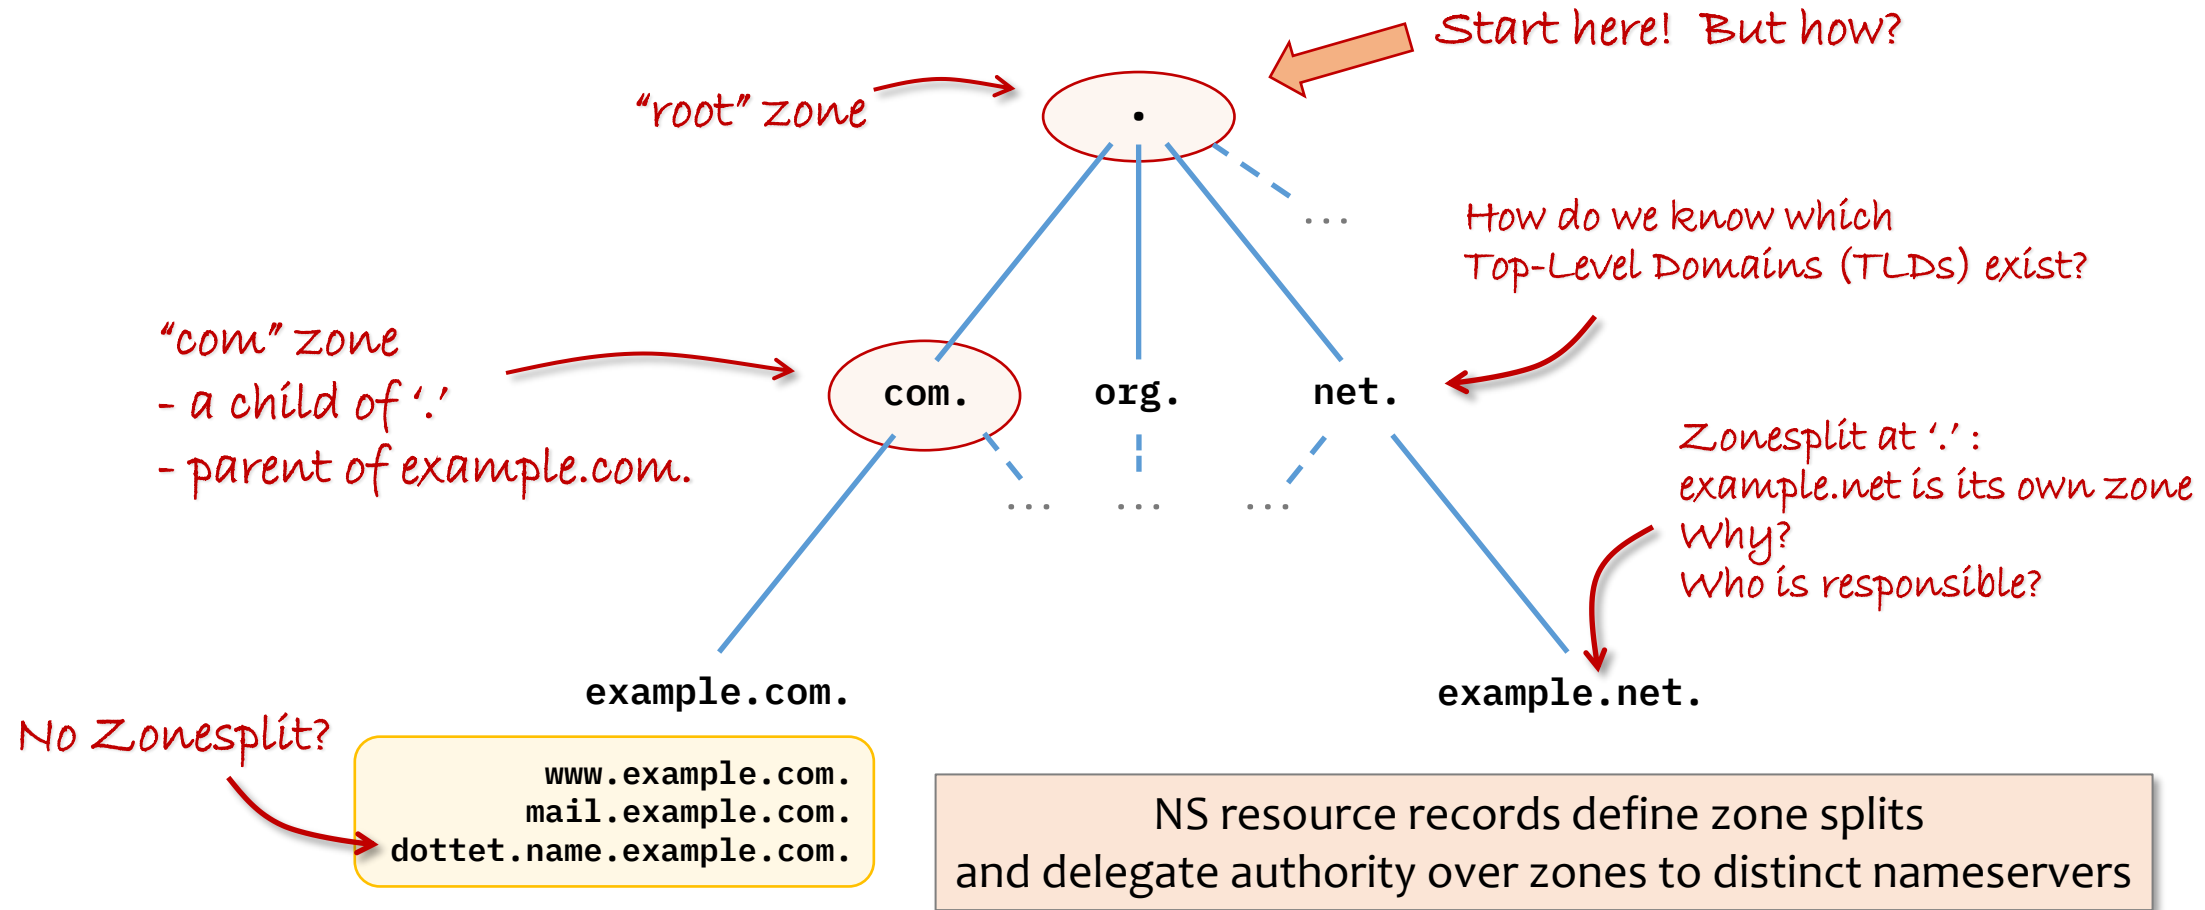 Start here! But how?
“root” zone
.
...
How do we know which
Top-Level Domains (TLDs) exist?
“com” zone
- a child of ‘.’
- parent of example.com.
com.
org.
net.
... ... ...
Zonesplit at ‘.’ :
example.net is its own zone
Why?
Who is responsible?
example.com.
example.net.
No Zonesplit?
www.example.com.
mail.example.com.
dottet.name.example.com.
NS resource records define zone splits
and delegate authority over zones to distinct nameservers